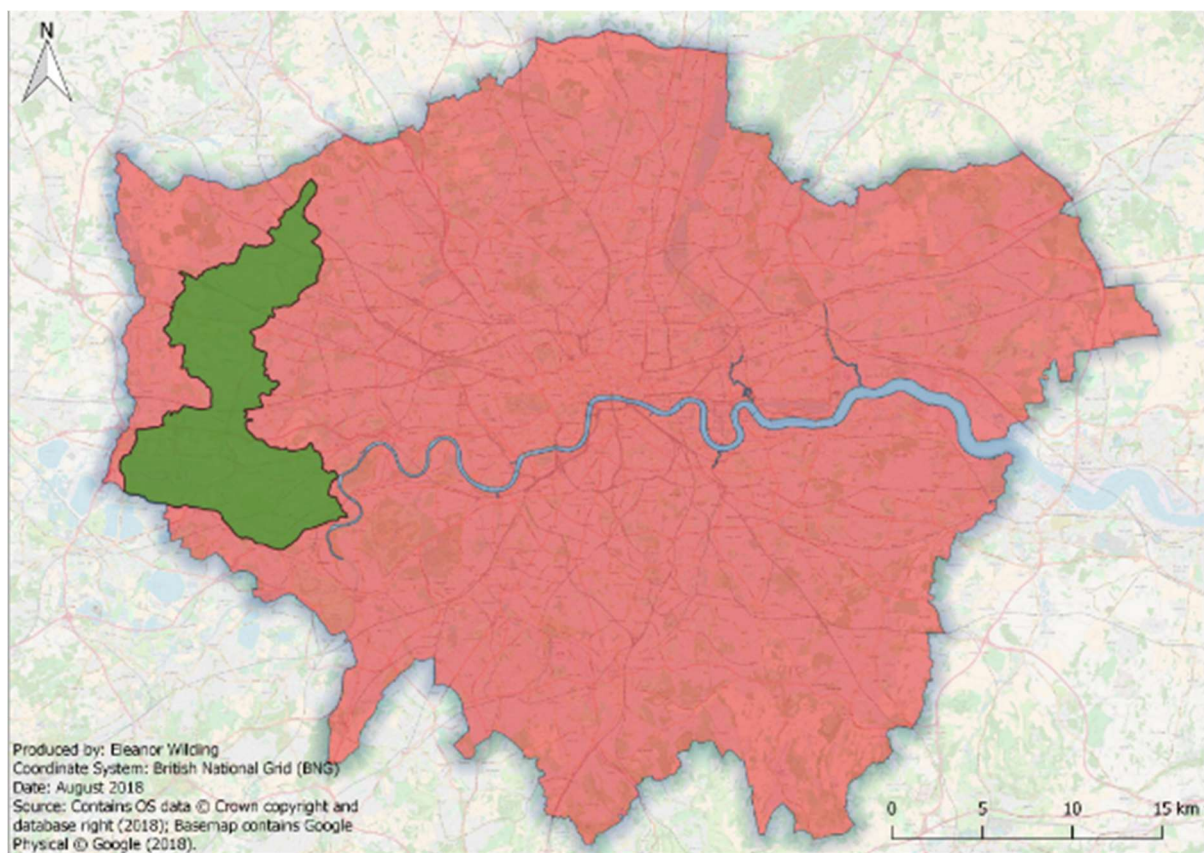 N
Produced by: Eleanor Wilding
Coordinate System: British National Grid (BNG)
Date: August 2018
Source: Contains OS data © Crown copyright and
database right (2018); Basemap contains Google
Physical © Google (2018).
0 5 10 15 km